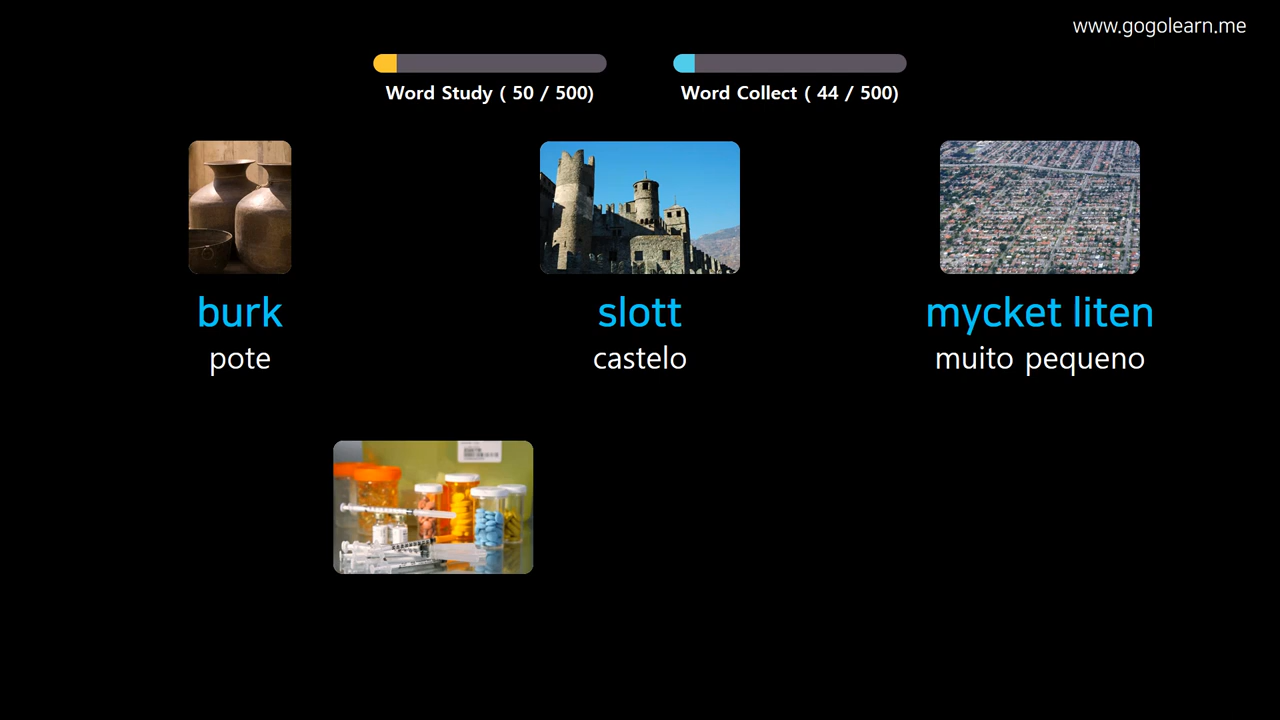 www.gogolearn.me
Word Study ( 50 / 500)
Word Collect ( 44 / 500)
burk
slott
mycket liten
pote
castelo
muito pequeno